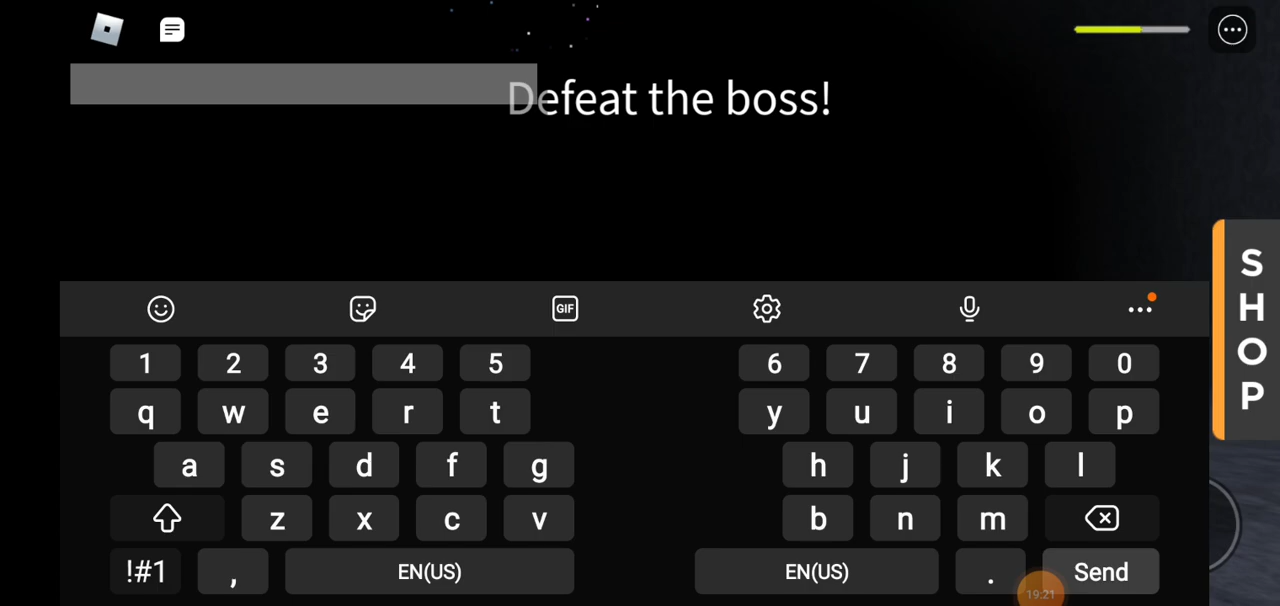 Defeat the boss!
S
H
O
P
GIF
1 2 3 4 5 6 7 8 9 0
q w e r t y u i o p
a s d f g h j k l
z x c v b n m
!#1 , EN(US) EN(US) . Send
19:21